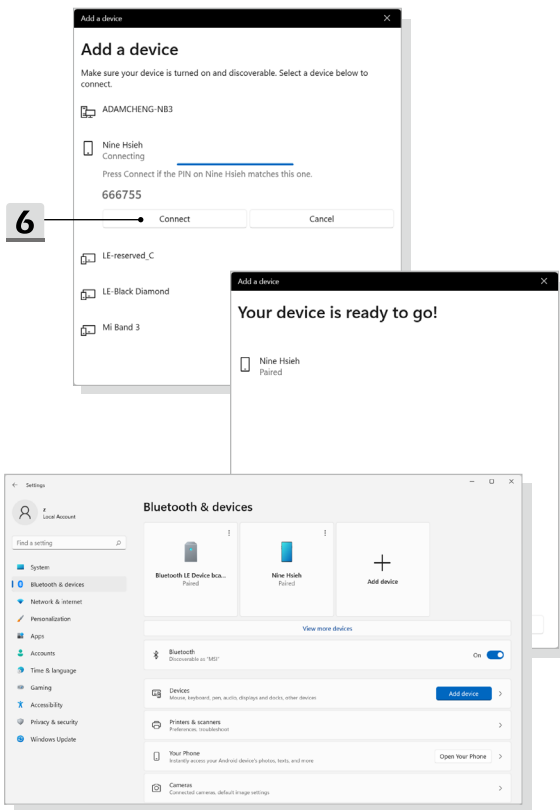 Add a device
Add a device
Make sure your device is turned on and discoverable. Select a device below to
connect.
ADAMCHENG-NB3
Nine Hsieh
Connecting
Press Connect if the PIN on Nine Hsieh matches this one.
666755
6
Connect
Cancel
LE-reserved_C
LE-Black Diamond
Mi Band 3
Add a device
Your device is ready to go!
Nine Hsieh
Paired
Settings
Local Account
Find a setting
System
Bluetooth & devices
Network & internet
Personalization
Apps
Accounts
Time & language
Gaming
Accessibility
Privacy & security
Windows Update
Bluetooth & devices
Bluetooth LE Device bca...
Paired
Nine Hsieh
Paired
Add device
View more devices
Bluetooth
Discoverable as "MSI"
On
Devices
Mouse, keyboard, pen, audio, displays and docks, other devices
Add device
Printers & scanners
Preferences, troubleshoot
Your Phone
Instantly access your Android device's photos, texts, and more
Open Your Phone
Cameras
Connected cameras, default image settings